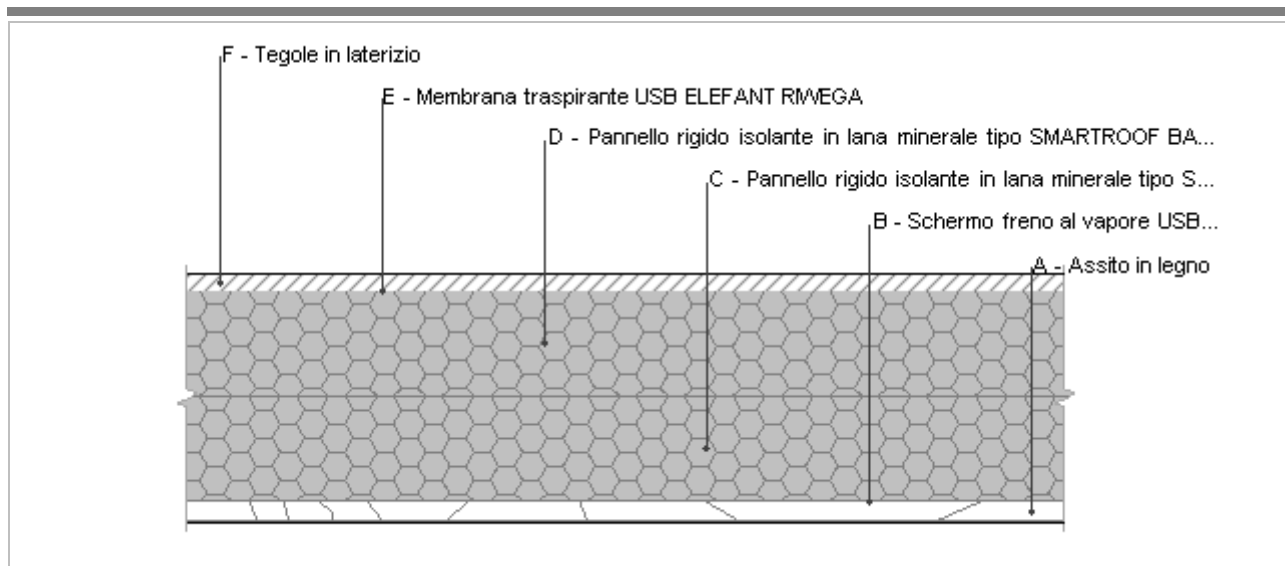 F - Tegole in laterizio
E - Membrana traspirante USB ELEFANT RIWEGA
D - Pannello rigido isolante in lana minerale tipo SMARTROOF BA...
C - Pannello rigido isolante in lana minerale tipo S...
B - Schermo freno al vapore USB...
A - Assito in legno